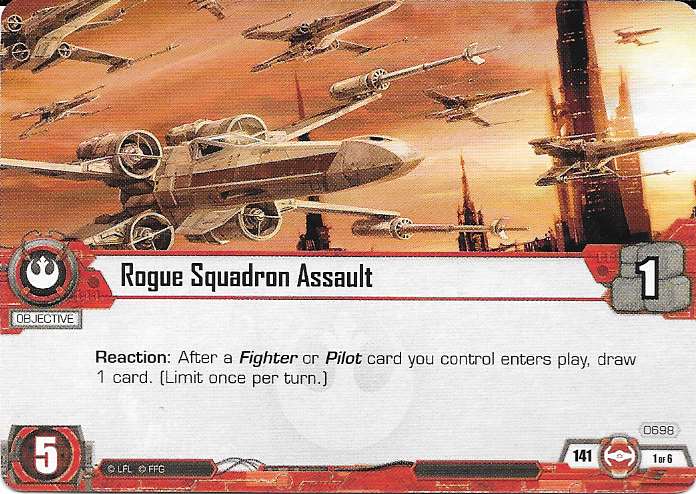 Rogue Squadron Assault
1
OBJECTIVE
Reaction: After a Fighter or Pilot card you control enters play, draw
1 card. (Limit once per turn.)
0698
5
© LFL © FFG
141
1 OF 6